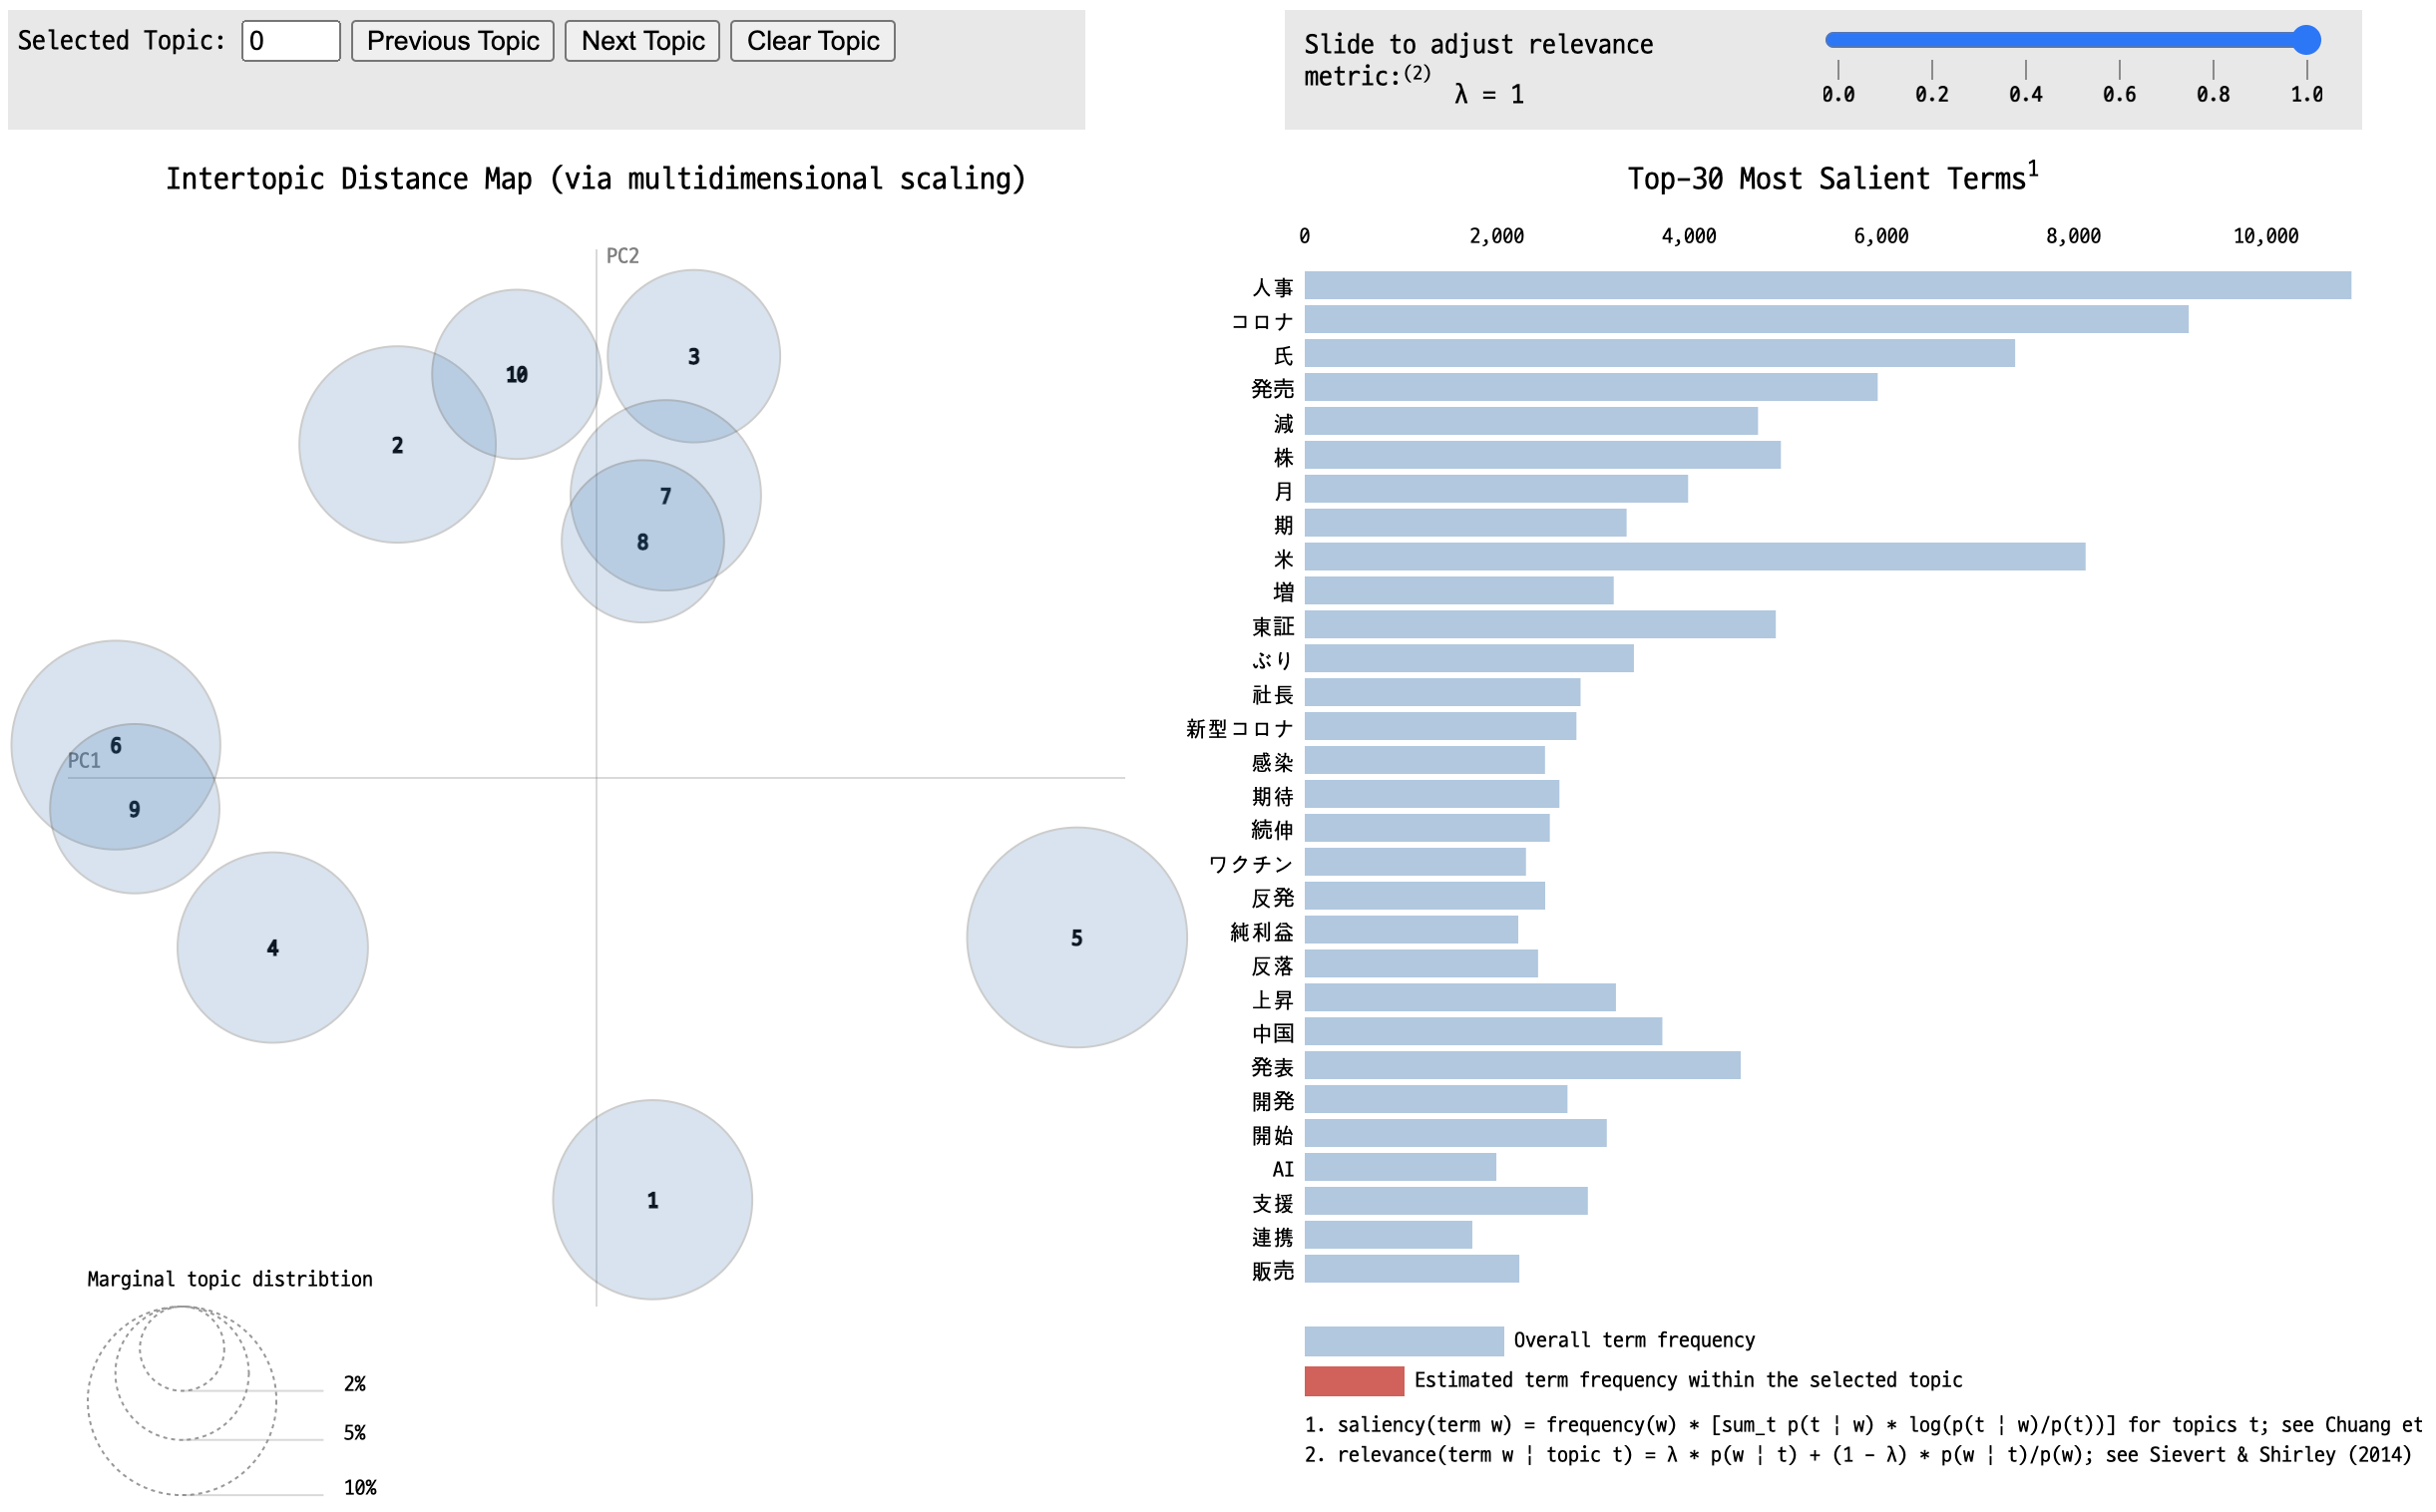 Selected Topic: 0 Previous Topic Next Topic Clear Topic
Slide to adjust relevance
metric:(2)
λ = 1
0.0 0.2 0.4 0.6 0.8 1.0
Intertopic Distance Map (via multidimensional scaling)
PC2
3
10
2
7
8
6
PC1
9
5
4
1
Marginal topic distribtion
2%
5%
10%
Top-30 Most Salient Terms1
0 2,000 4,000 6,000 8,000 10,000
人事
コロナ
氏
発売
減
株
月
期
米
増
東証
ぶり
社長
新型コロナ
感染
期待
続伸
ワクチン
反発
純利益
反落
上昇
中国
発表
開発
開始
AI
支援
連携
販売
Overall term frequency
Estimated term frequency within the selected topic
1. saliency(term w) = frequency(w) * [sum_t p(t ¦ w) * log(p(t ¦ w)/p(t))] for topics t; see Chuang et
2. relevance(term w ¦ topic t) = λ * p(w ¦ t) + (1 - λ) * p(w ¦ t)/p(w); see Sievert & Shirley (2014)